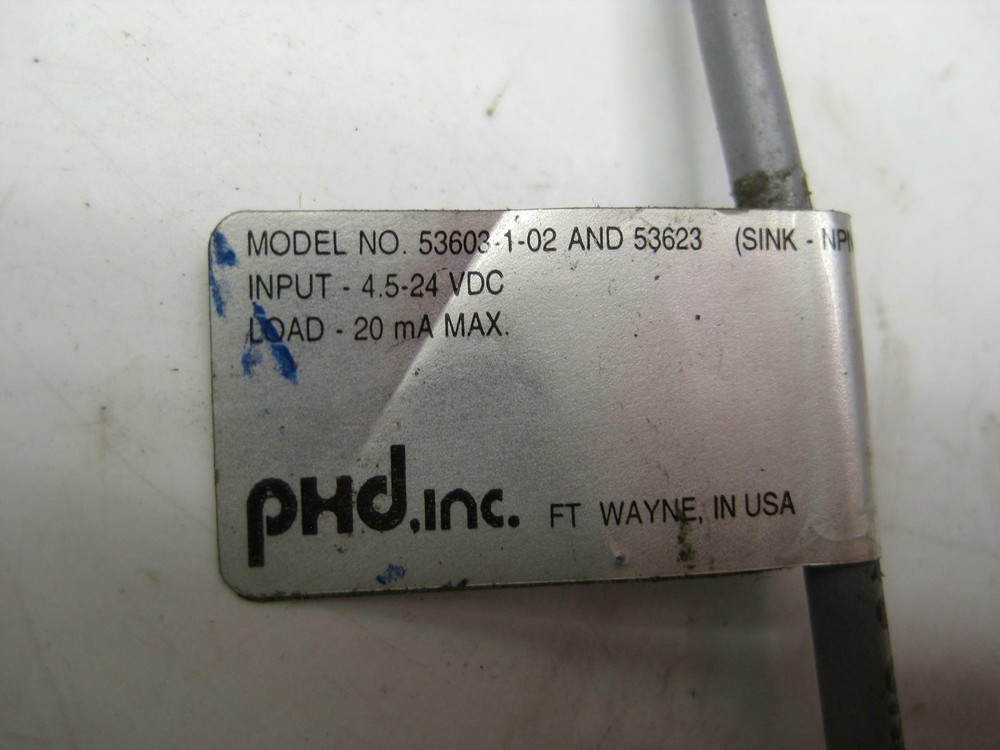 MODEL NO. 53603-1-02 AND 53623 (SINK - NPN
INPUT - 4.5-24 VDC
LOAD - 20 mA MAX.
PHD, inc. FT WAYNE, IN USA